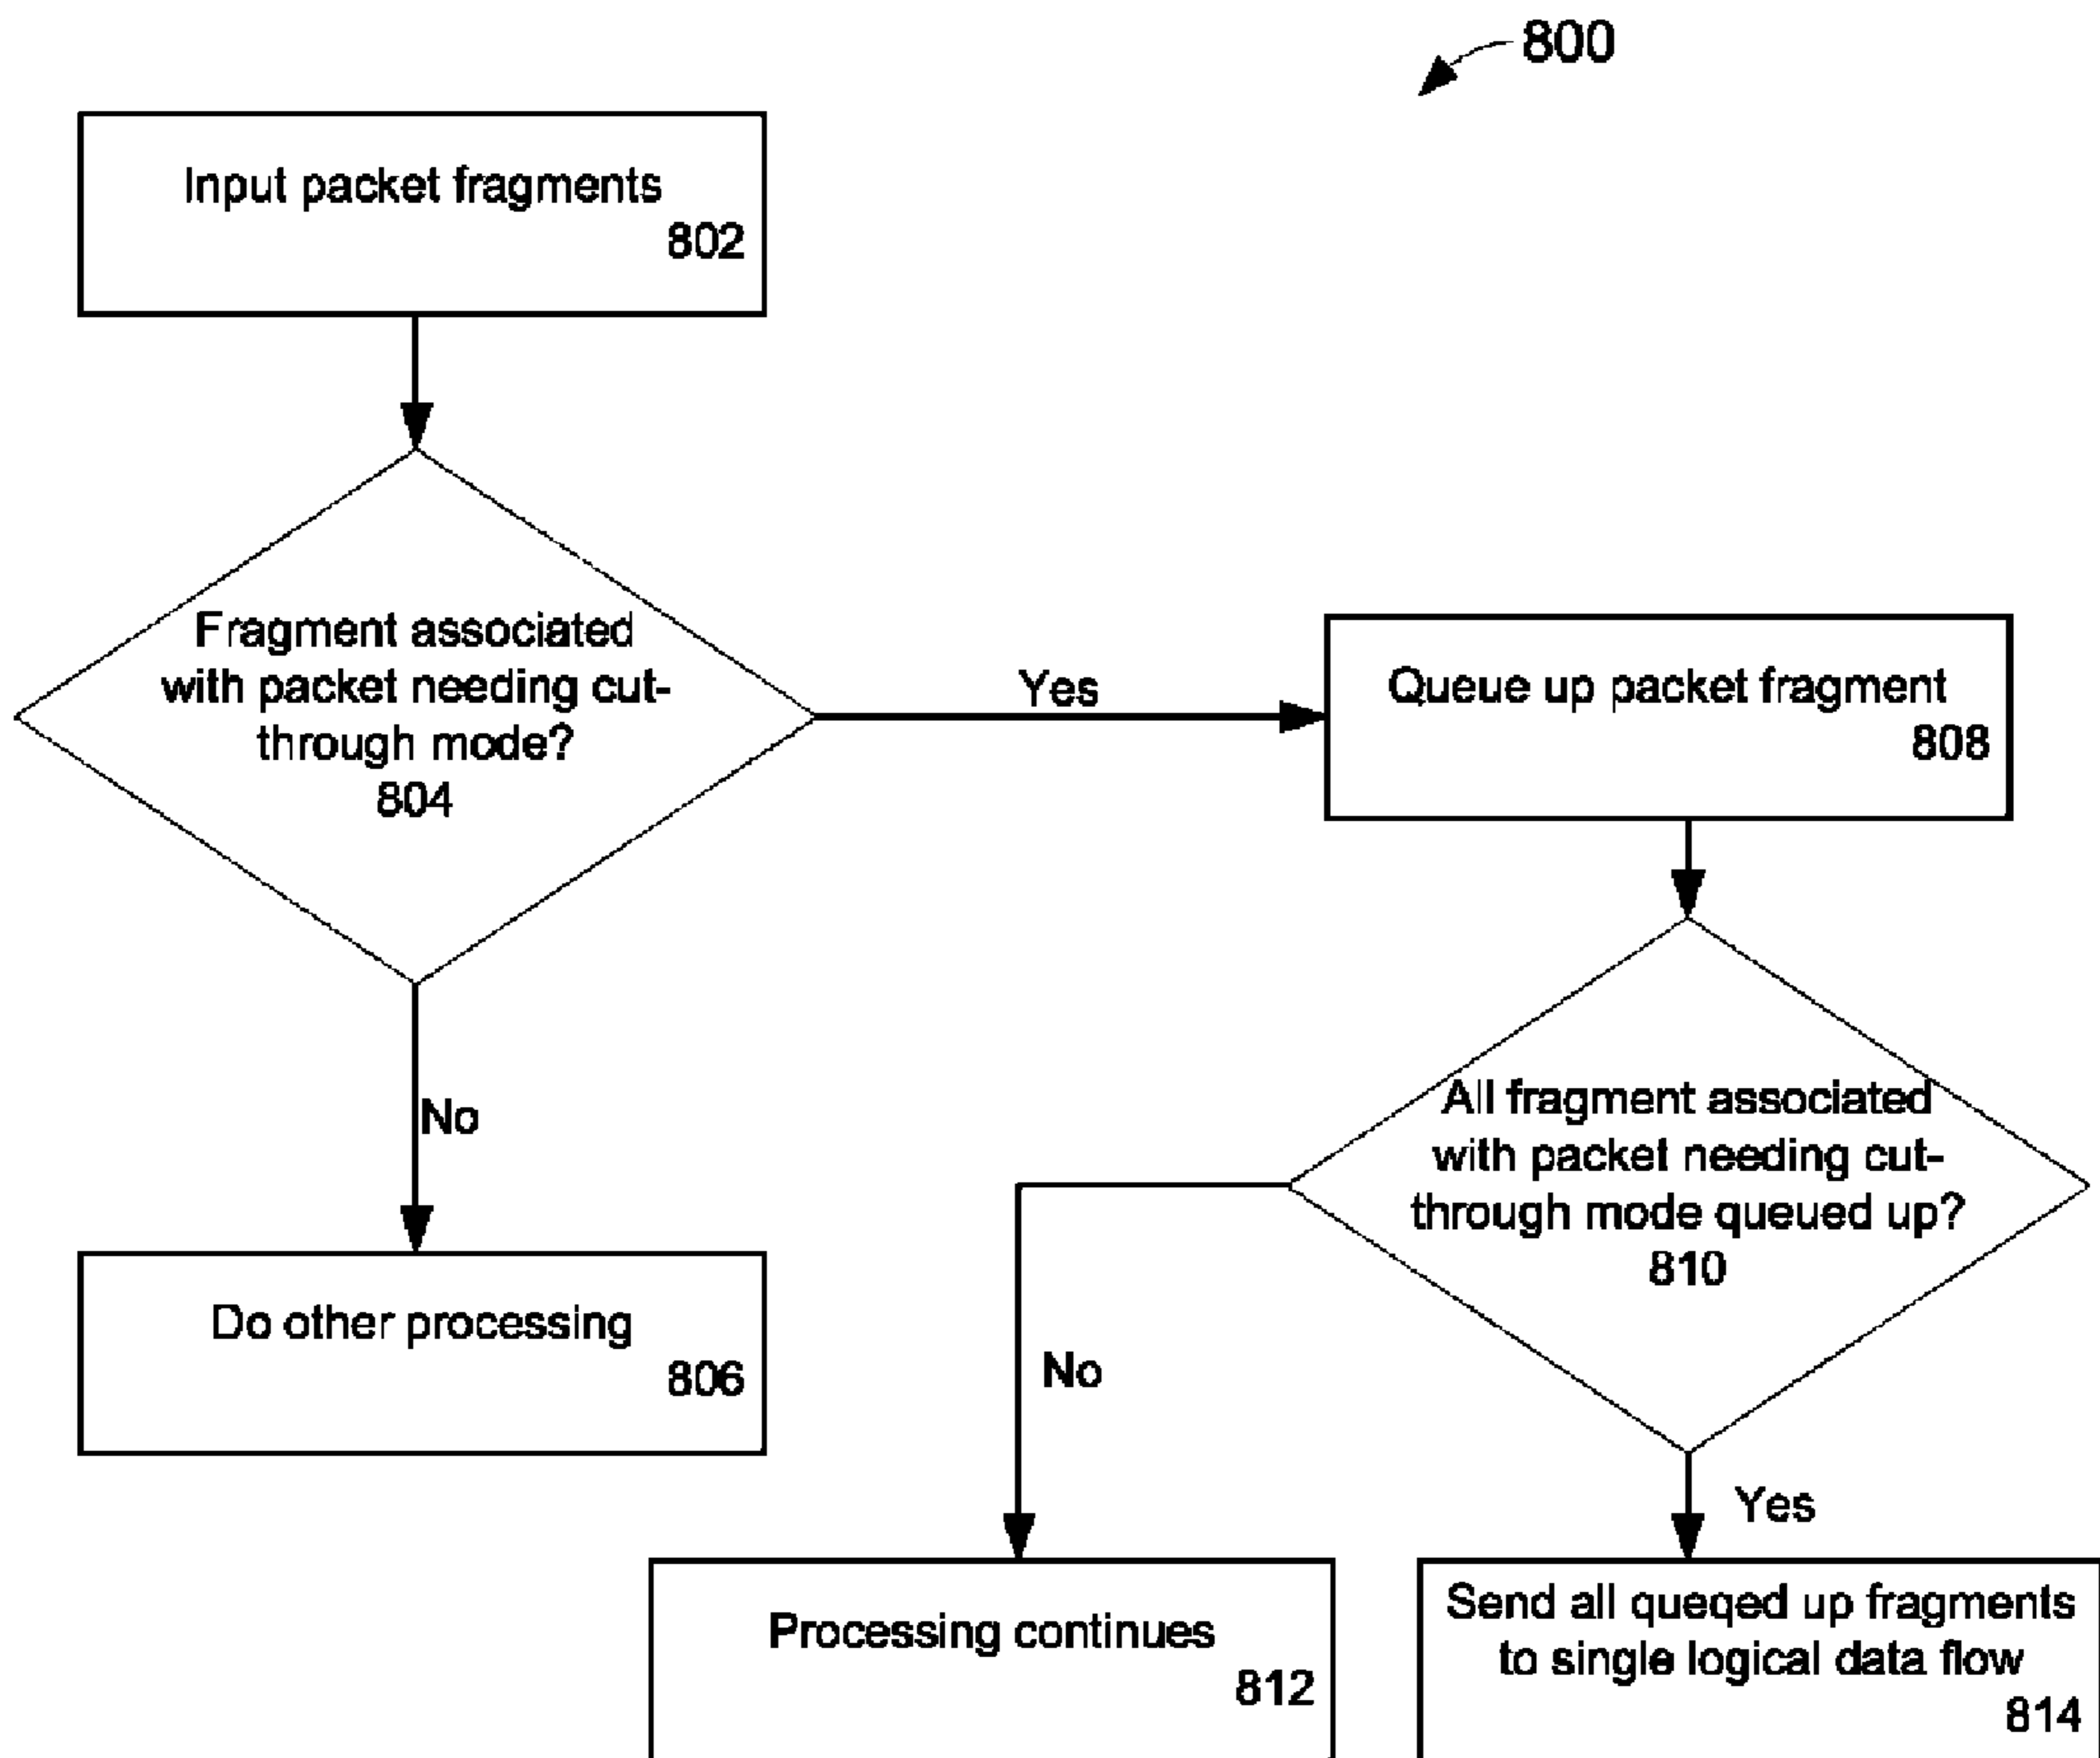 800
Input packet fragments
802
Fragment associated
with packet needing cut-
through mode?
804
Yes
Queue up packet fragment
808
No
All fragment associated
with packet needing cut-
through mode queued up?
810
Do other processing
806
No
Yes
Processing continues
812
Send all queqed up fragments
to single logical data flow
814